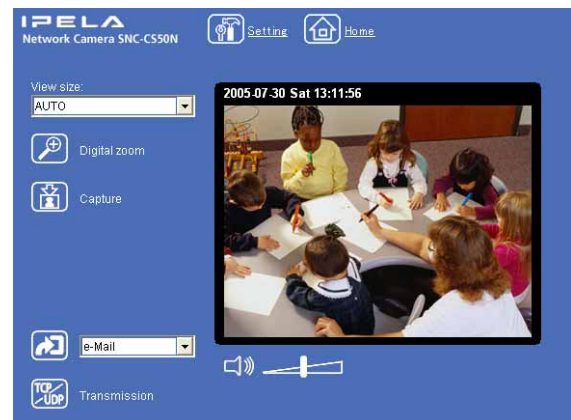 IPELA
Network Camera SNC-CS50N
Setting
Home
View size:
AUTO
2005-07-30 Sat 13:11:56
Digital zoom
Capture
e-Mail
TCP/UDP
Transmission